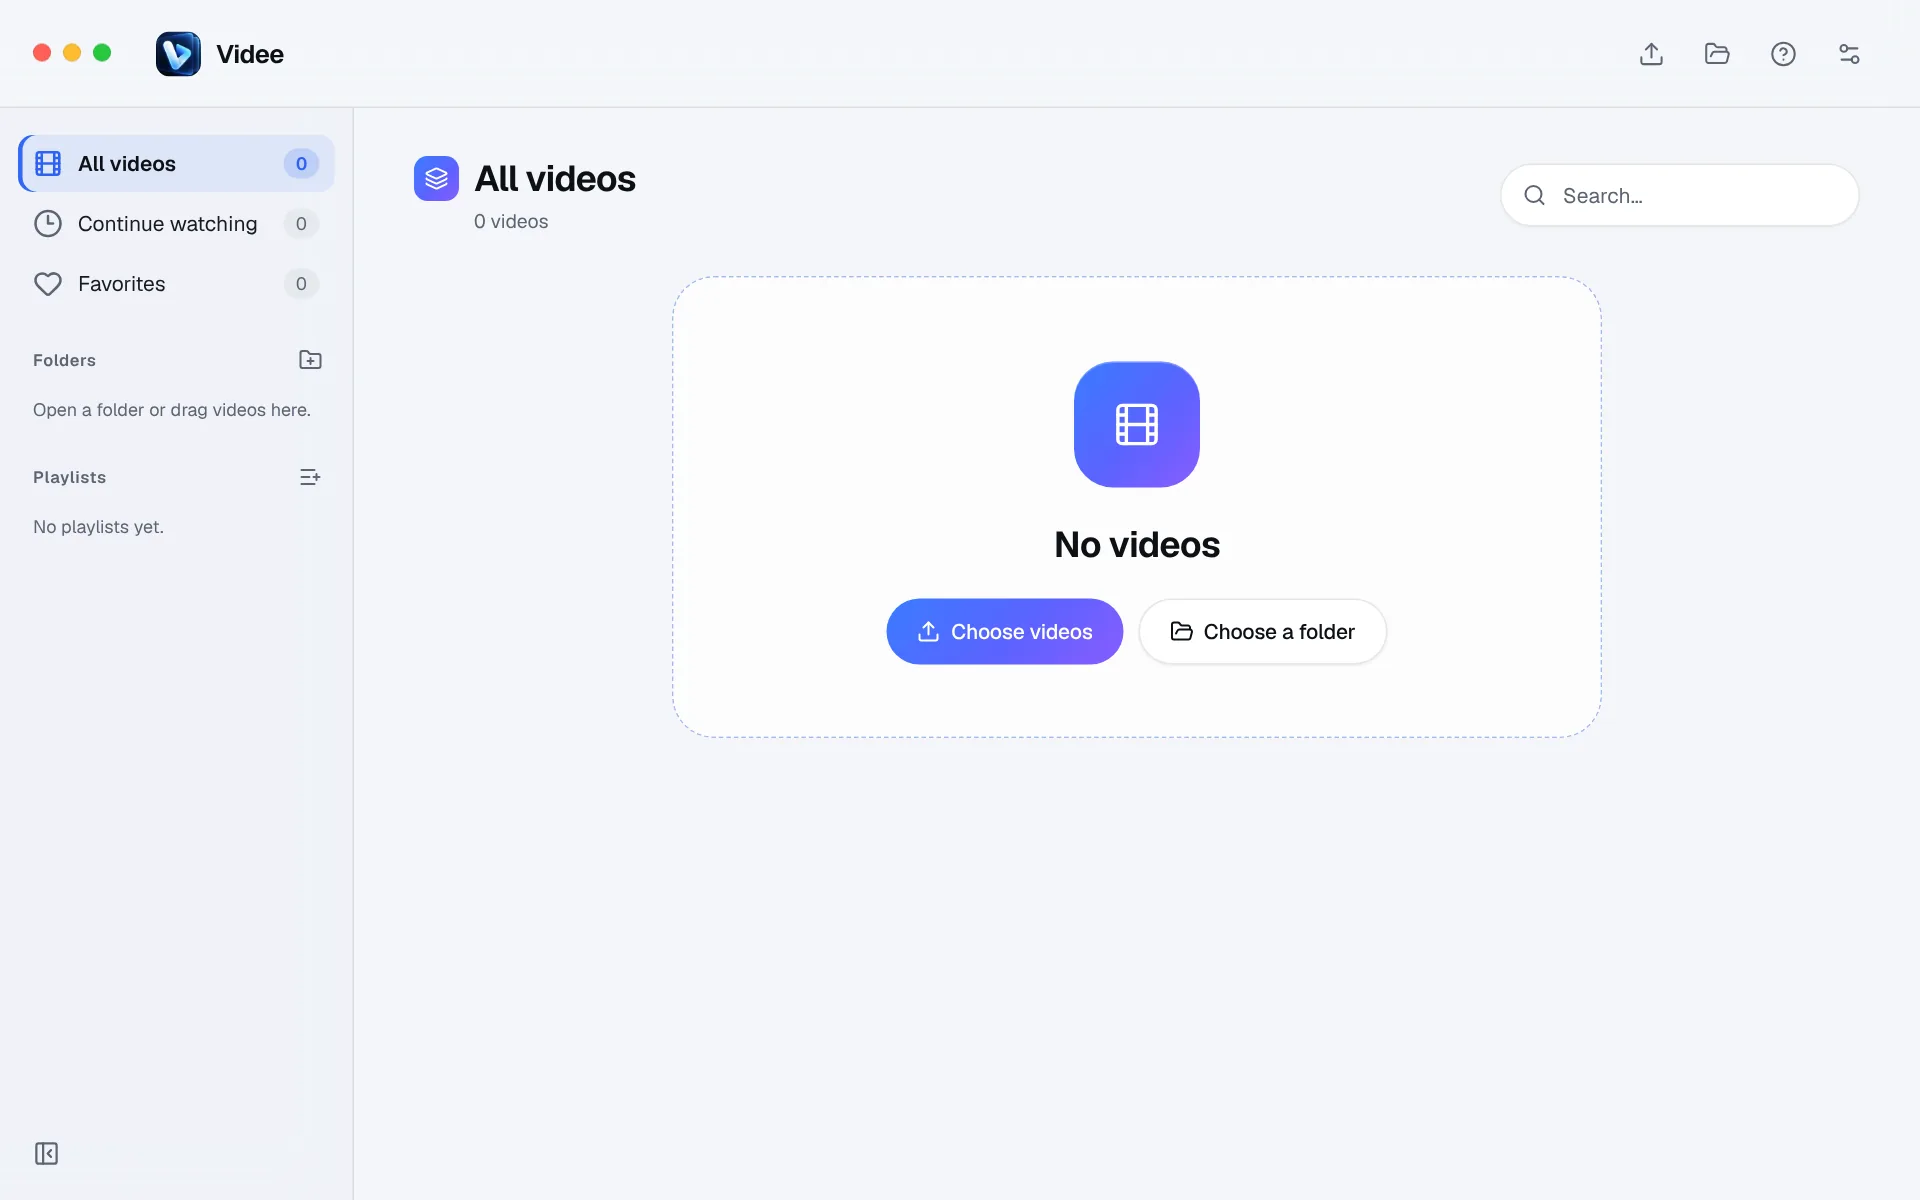 Videe
All videos
0
Continue watching
0
Favorites
0
Folders
Open a folder or drag videos here.
Playlists
No playlists yet.
All videos
0 videos
Search...
No videos
Choose videos
Choose a folder